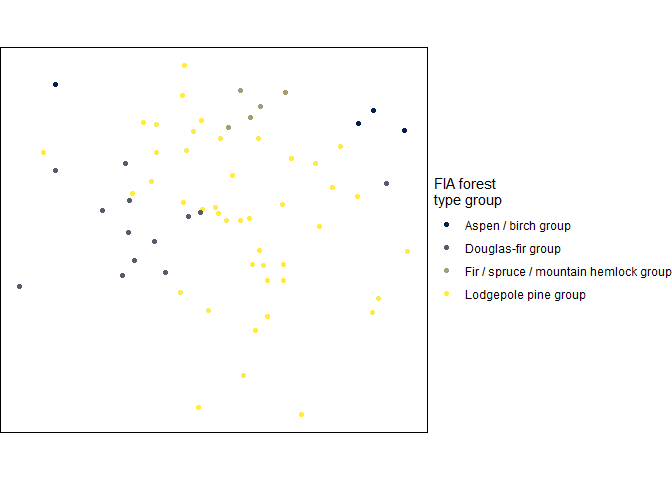 FIA forest
type group
Aspen / birch group
Douglas-fir group
Fir / spruce / mountain hemlock group
Lodgepole pine group